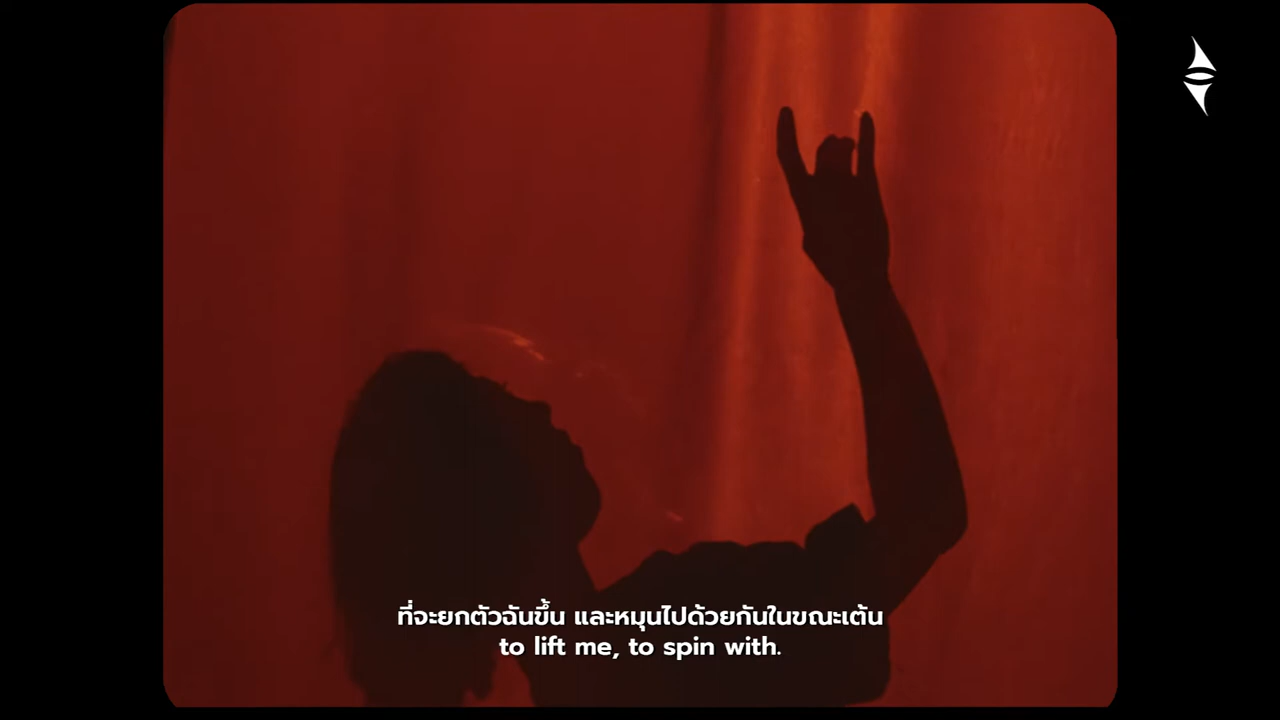 ที่จะยกตัวฉันขึ้น และหมุนไปด้วยกันในขณะเต้น
to lift me, to spin with.